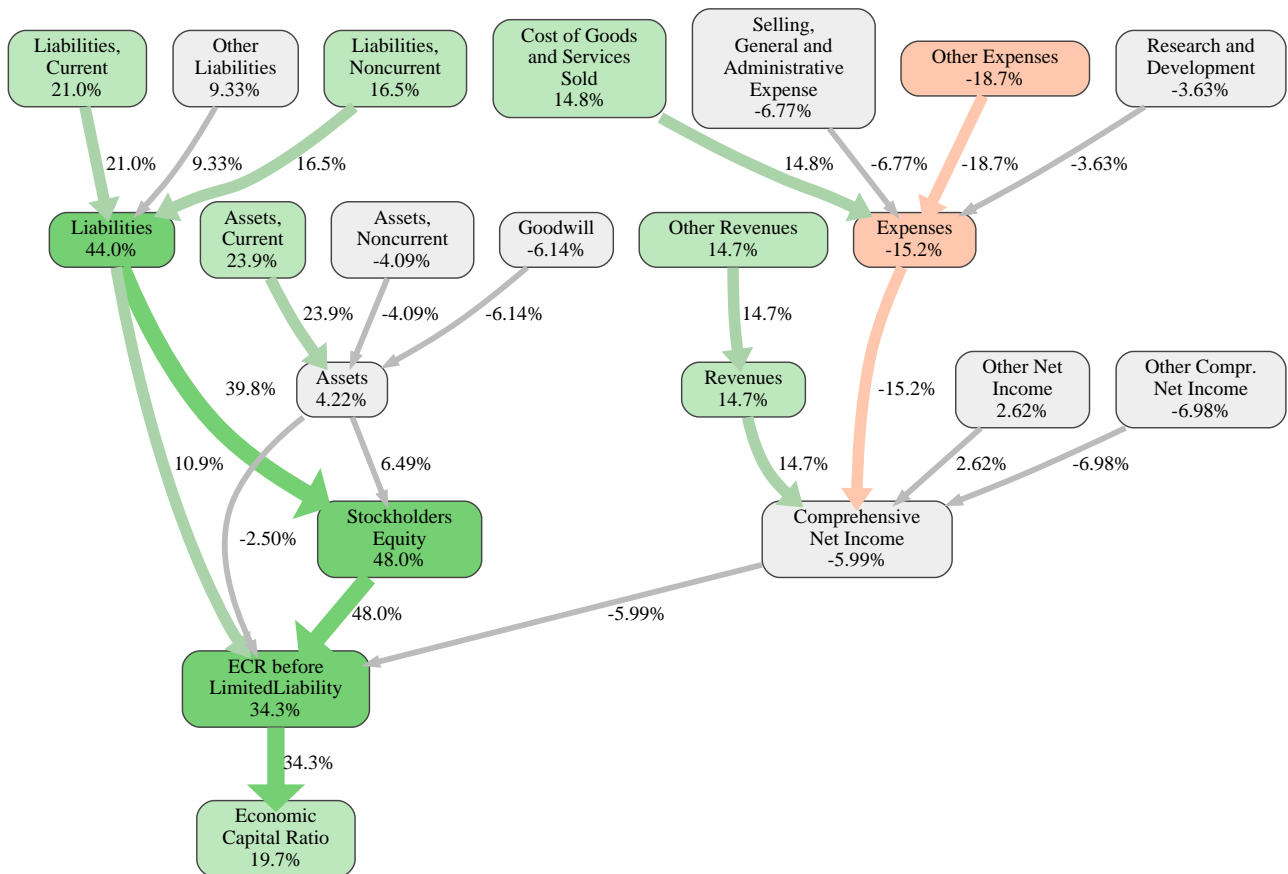 Liabilities,
Current
21.0%
Other
Liabilities
9.33%
Liabilities,
Noncurrent
16.5%
Cost of Goods
and Services
Sold
14.8%
Selling,
General and
Administrative
Expense
-6.77%
Other Expenses
-18.7%
Research and
Development
-3.63%
21.0%
9.33%
16.5%
14.8%
-6.77%
-18.7%
-3.63%
Liabilities
44.0%
Assets,
Current
23.9%
Assets,
Noncurrent
-4.09%
Goodwill
-6.14%
Other Revenues
14.7%
Expenses
-15.2%
23.9%
-4.09%
-6.14%
14.7%
39.8%
Assets
4.22%
Revenues
14.7%
-15.2%
Other Net
Income
2.62%
Other Compr.
Net Income
-6.98%
10.9%
6.49%
14.7%
2.62%
-6.98%
-2.50%
Stockholders
Equity
48.0%
Comprehensive
Net Income
-5.99%
48.0%
-5.99%
ECR before
LimitedLiability
34.3%
34.3%
Economic
Capital Ratio
19.7%